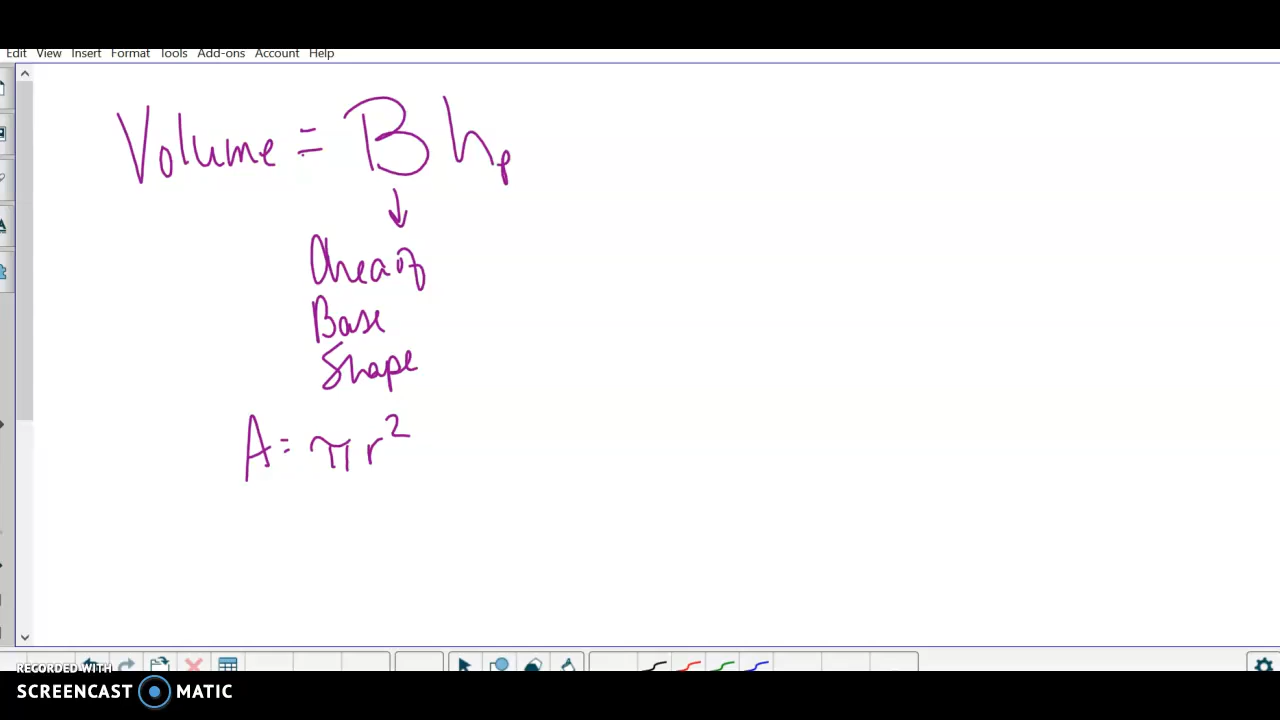 Edit View Insert Format Tools Add-ons Account Help
Volume = B hp
↓
Area of
Base
Shape
A = πr²
RECORDED WITH
SCREENCAST MATIC